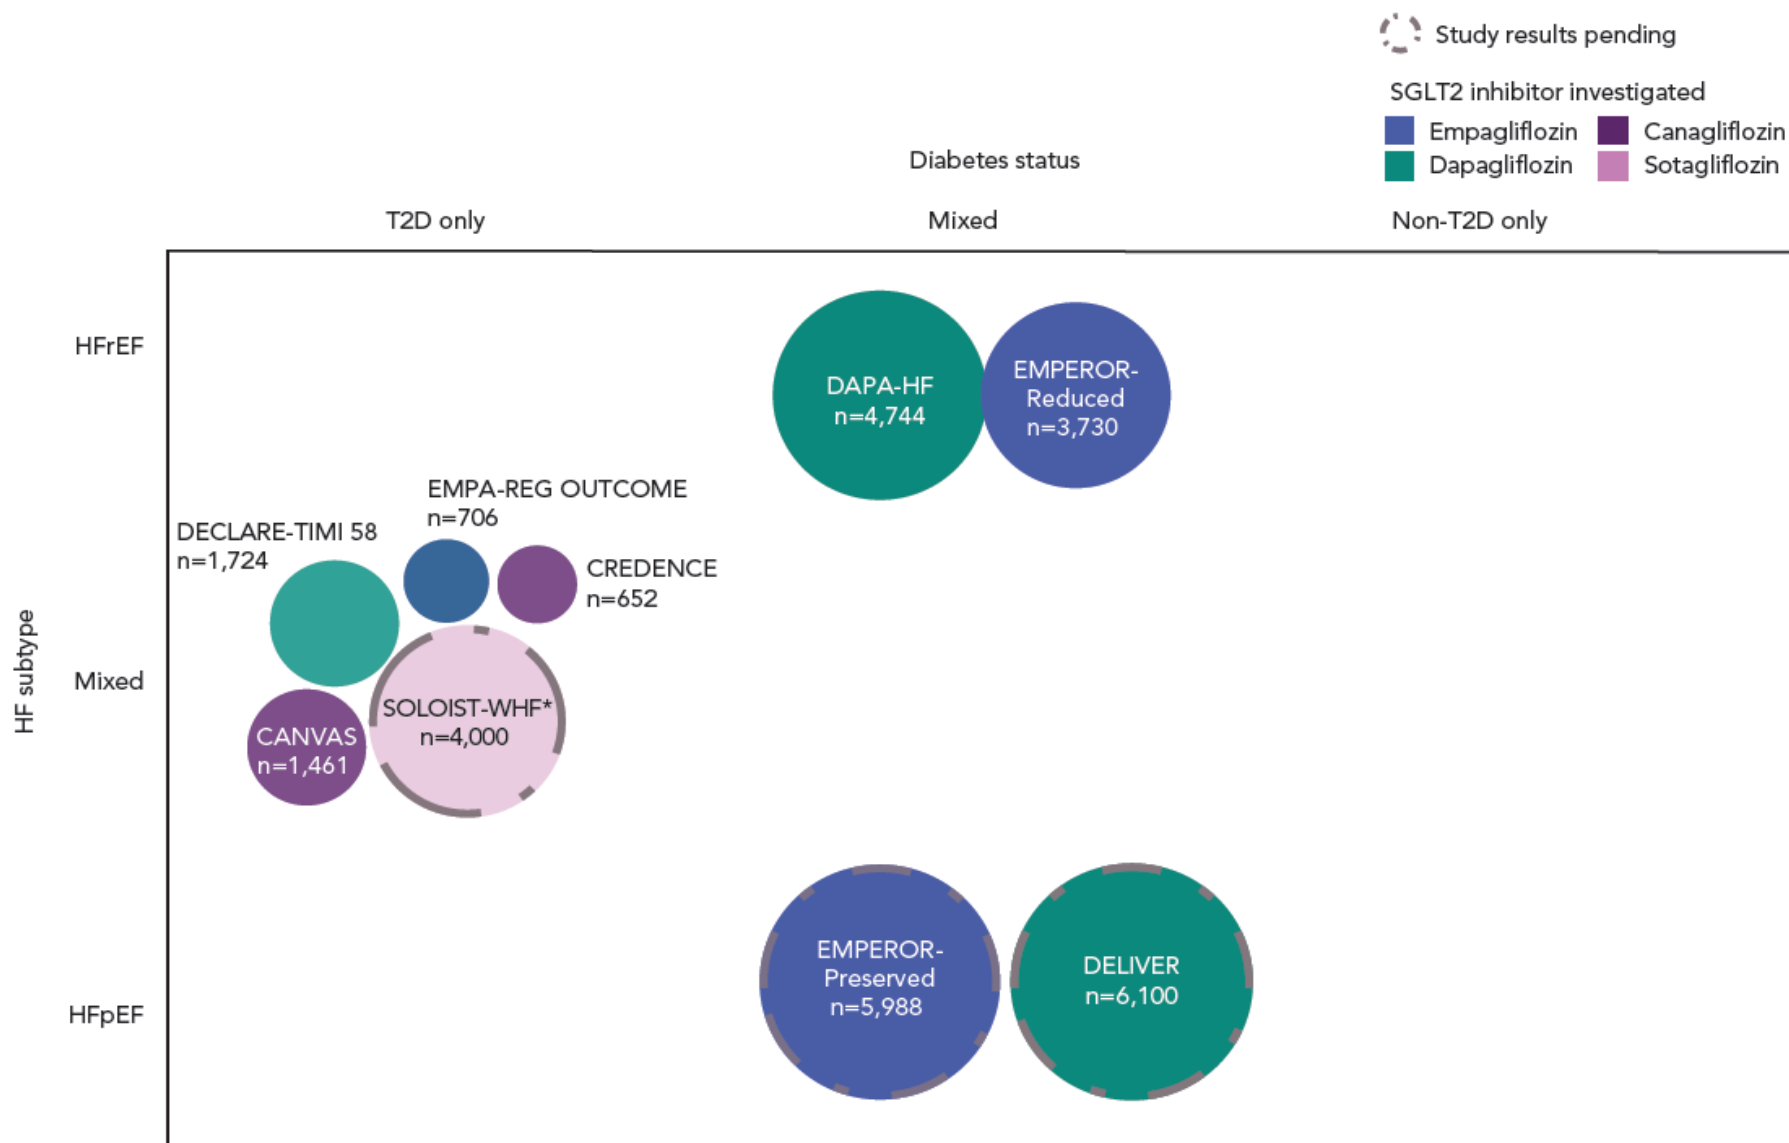 Study results pending
SGLT2 inhibitor investigated
Empagliflozin
Canagliflozin
Dapagliflozin
Sotagliflozin
Diabetes status
T2D only
Mixed
Non-T2D only
HF subtype
HFrEF
Mixed
HFpEF
DAPA-HF
n=4,744
EMPEROR-
Reduced
n=3,730
EMPA-REG OUTCOME
n=706
DECLARE-TIMI 58
n=1,724
CREDENCE
n=652
SOLOIST-WHF*
n=4,000
CANVAS
n=1,461
EMPEROR-
Preserved
n=5,988
DELIVER
n=6,100